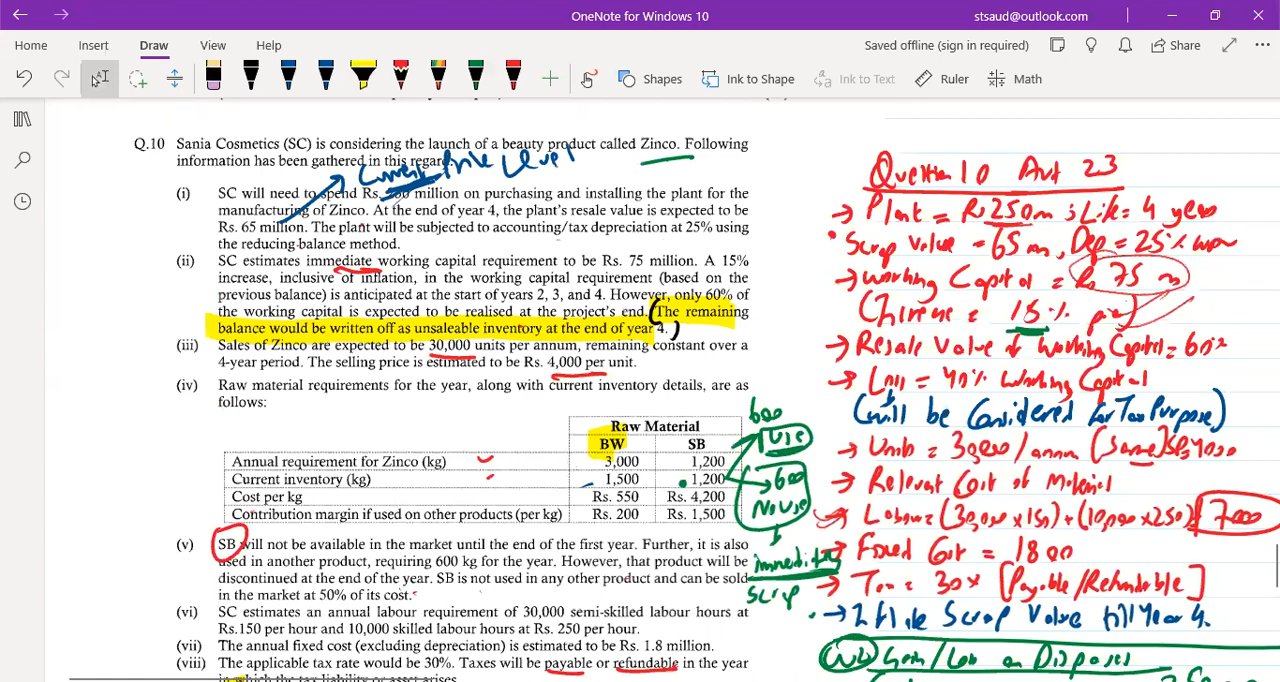 OneNote for Windows 10
stsaud@outlook.com
Home Insert Draw View Help
Saved offline (sign in required) Share
Shapes Ink to Shape Ink to Text Ruler Math
Q.10 Sania Cosmetics (SC) is considering the launch of a beauty product called Zinco. Following
information has been gathered in this regard
Current Price Level
(i) SC will need to spend Rs. million on purchasing and installing the plant for the
manufacturing of Zinco. At the end of year 4, the plant's resale value is expected to be
Rs. 65 million. The plant will be subjected to accounting/tax depreciation at 25% using
the reducing balance method.
(ii) SC estimates immediate working capital requirement to be Rs. 75 million. A 15%
increase, inclusive of inflation, in the working capital requirement (based on the
previous balance) is anticipated at the start of years 2, 3, and 4. However, only 60% of
the working capital is expected to be realised at the project's end. (The remaining
balance would be written off as unsaleable inventory at the end of year 4.)
(iii) Sales of Zinco are expected to be 30,000 units per annum, remaining constant over a
4-year period. The selling price is estimated to be Rs. 4,000 per unit.
(iv) Raw material requirements for the year, along with current inventory details, are as
follows:
Raw Material
BW SB
Annual requirement for Zinco (kg) 3,000 1,200
Current inventory (kg) 1,500 1,200
Cost per kg Rs. 550 Rs. 4,200
Contribution margin if used on other products (per kg) Rs. 200 Rs. 1,500
600
use
600
No use
immediately
Scrap
(v) SB will not be available in the market until the end of the first year. Further, it is also
used in another product, requiring 600 kg for the year. However, that product will be
discontinued at the end of the year. SB is not used in any other product and can be sold
in the market at 50% of its cost.
(vi) SC estimates an annual labour requirement of 30,000 semi-skilled labour hours at
Rs.150 per hour and 10,000 skilled labour hours at Rs. 250 per hour.
(vii) The annual fixed cost (excluding depreciation) is estimated to be Rs. 1.8 million.
(viii) The applicable tax rate would be 30%. Taxes will be payable or refundable in the year
in which the tax liability or asset arises.
Question 10 Aut 23
→ Plant = Rs 250m ; Life = 4 years
Scrap Value = 65 m, Dep = 25%
→ Working Capital = Rs 75 m
(Increase = 15%
→ Resale Value of Working Capital = 60%
→ Loss = 40% Working Capital
(will be Considered for Tax Purpose)
→ Units = 30,000/annum (Same) SP 4000
→ Relevant Cost of Material
→ Labour = (30,000 x 150) + (10,000 x 250) 7000
→ Fixed Cost = 1800
→ Tax = 30% [Payable/Refundable]
→ Inflate Scrap Value till Year 4.
Gain/Loss on Disposal